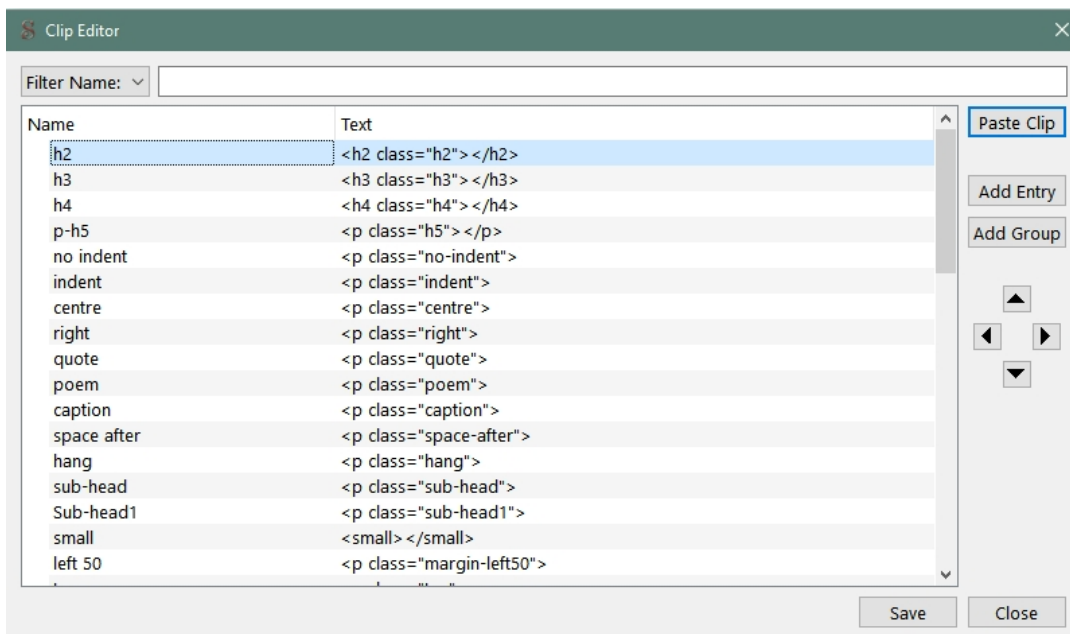 Clip Editor
Filter Name:
Name Text
h2 <h2 class="h2"></h2>
h3 <h3 class="h3"></h3>
h4 <h4 class="h4"></h4>
p-h5 <p class="h5"></p>
no indent <p class="no-indent">
indent <p class="indent">
centre <p class="centre">
right <p class="right">
quote <p class="quote">
poem <p class="poem">
caption <p class="caption">
space after <p class="space-after">
hang <p class="hang">
sub-head <p class="sub-head">
Sub-head1 <p class="sub-head1">
small <small></small>
left 50 <p class="margin-left50">
Paste Clip
Add Entry
Add Group
Save Close